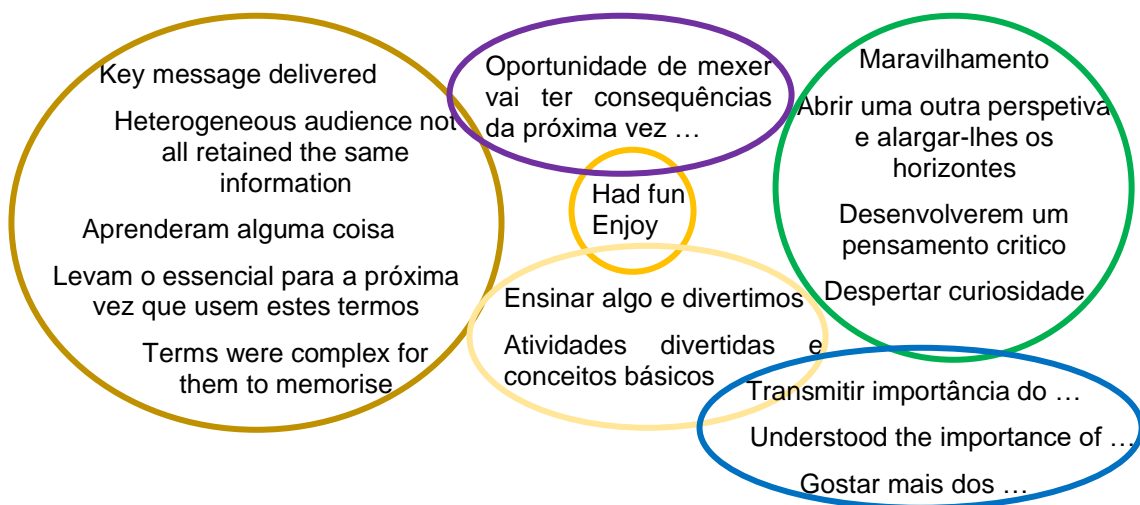 Key message delivered
Heterogeneous audience not
all retained the same
information
Aprenderam alguma coisa
Levam o essencial para a próxima
vez que usem estes termos
Terms were complex for
them to memorise
Oportunidade de mexer
vai ter consequências
da próxima vez …
Had fun
Enjoy
Ensinar algo e divertimos
Atividades divertidas e
conceitos básicos
Maravilhamento
Abrir uma outra perspetiva
e alargar-lhes os
horizontes
Desenvolverem um
pensamento critico
Despertar curiosidade
Transmitir importância do …
Understood the importance of …
Gostar mais dos …